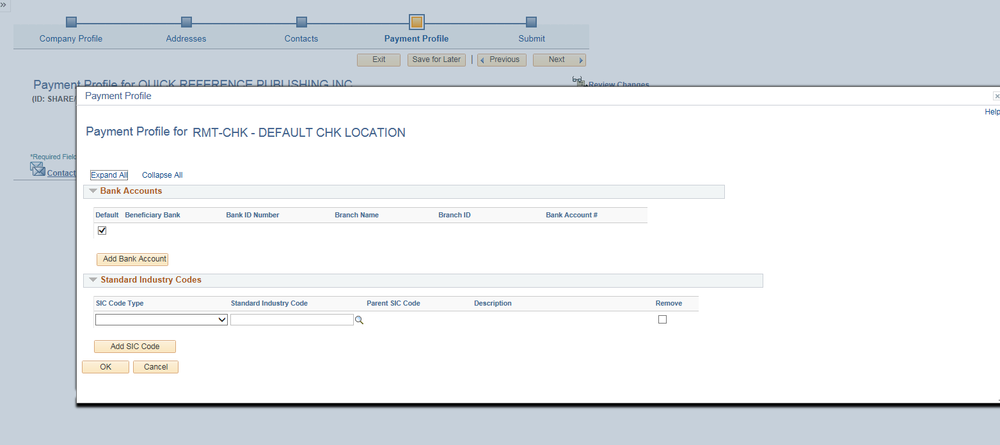 »
Company Profile Addresses Contacts Payment Profile Submit
Exit Save for Later | Previous Next
Payment Profile for QUICK REFERENCE PUBLISHING INC
Review Changes
(ID: SHARE/
Payment Profile
×
Help
Payment Profile for RMT-CHK - DEFAULT CHK LOCATION
*Required Field
Contact
Expand All Collapse All
Bank Accounts
Default Beneficiary Bank Bank ID Number Branch Name Branch ID Bank Account #
Add Bank Account
Standard Industry Codes
SIC Code Type Standard Industry Code Parent SIC Code Description Remove
Add SIC Code
OK Cancel